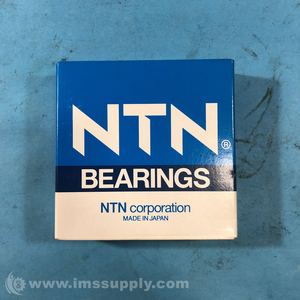 NTN®
BEARINGS
NTN corporation
MADE IN JAPAN
© www.imssupply.com